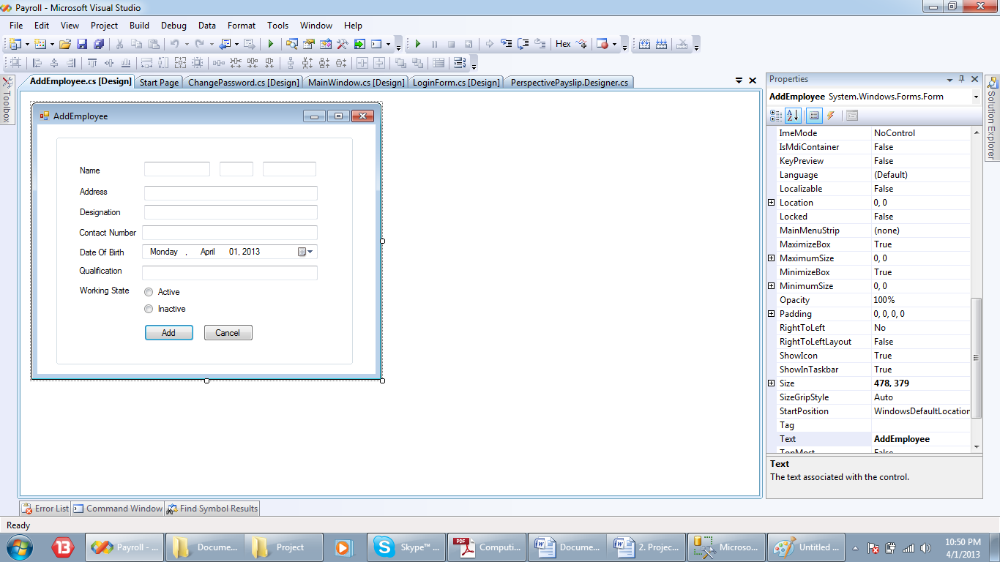 Payroll - Microsoft Visual Studio
File Edit View Project Build Debug Data Format Tools Window Help
Hex
AddEmployee.cs [Design] Start Page ChangePassword.cs [Design] MainWindow.cs [Design] LoginForm.cs [Design] PerspectivePayslip.Designer.cs
Toolbox
AddEmployee
Name
Address
Designation
Contact Number
Date Of Birth Monday , April 01, 2013
Qualification
Working State Active
Inactive
Add Cancel
Properties
AddEmployee System.Windows.Forms.Form
ImeMode NoControl
IsMdiContainer False
KeyPreview False
Language (Default)
Localizable False
Location 0, 0
Locked False
MainMenuStrip (none)
MaximizeBox True
MaximumSize 0, 0
MinimizeBox True
MinimumSize 0, 0
Opacity 100%
Padding 0, 0, 0, 0
RightToLeft No
RightToLeftLayout False
ShowIcon True
ShowInTaskbar True
Size 478, 379
SizeGripStyle Auto
StartPosition WindowsDefaultLocation
Tag
Text AddEmployee
TopMost False
Text
The text associated with the control.
Solution Explorer
Error List Command Window Find Symbol Results
Ready
13 Payroll - ... Docume... Project Skype™ ... PDF Computi... Docume... 2. Projec... Microso... Untitled ... 10:50 PM
4/1/2013